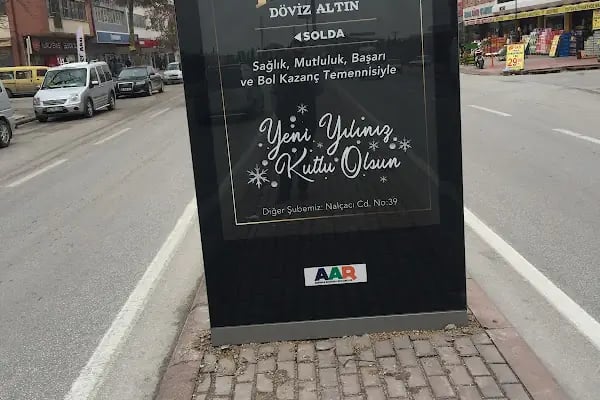 DÖVİZ ALTIN
◄SOLDA
Sağlık, Mutluluk, Başarı
ve Bol Kazanç Temennisiyle
Yeni Yılınız
Kutlu Olsun
Diğer Şubemiz: Nalçacı Cd. No:39
AAR
29